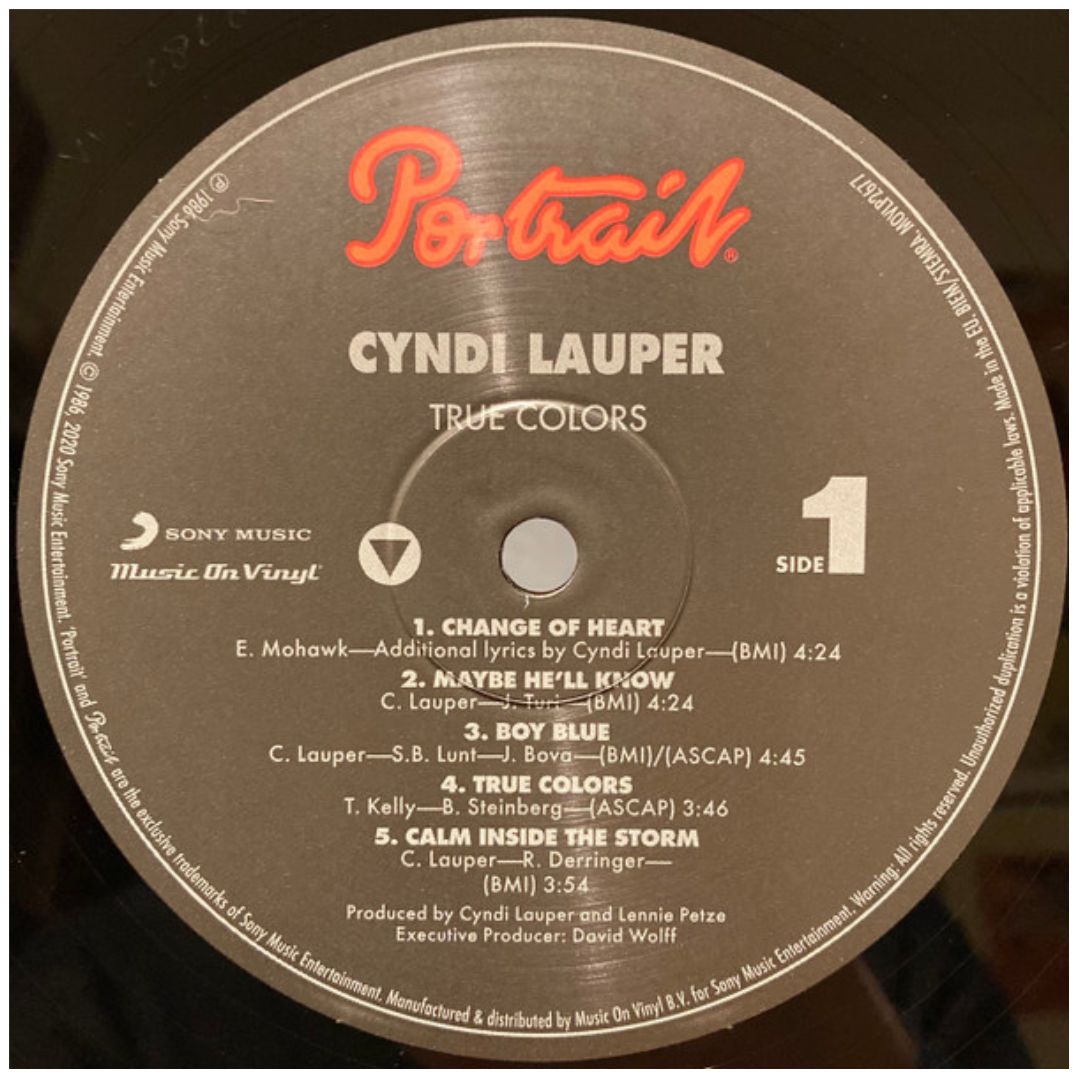 Portrait®
CYNDI LAUPER
TRUE COLORS
SONY MUSIC
Music On Vinyl®
SIDE 1
1. CHANGE OF HEART
E. Mohawk—Additional lyrics by Cyndi Lauper—(BMI) 4:24
2. MAYBE HE'LL KNOW
C. Lauper—J. Turi—(BMI) 4:24
3. BOY BLUE
C. Lauper—S.B. Lunt—J. Bova—(BMI)/(ASCAP) 4:45
4. TRUE COLORS
T. Kelly—B. Steinberg—(ASCAP) 3:46
5. CALM INSIDE THE STORM
C. Lauper—R. Derringer—
(BMI) 3:54
Produced by Cyndi Lauper and Lennie Petze
Executive Producer: David Wolff
℗ 1986 Sony Music Entertainment. © 1986, 2020 Sony Music Entertainment. 'Portrait' and Portrait are the exclusive trademarks of Sony Music Entertainment. Manufactured & distributed by Music On Vinyl B.V. for Sony Music Entertainment. Warning: All rights reserved. Unauthorized duplication is a violation of applicable laws. Made in the EU. BIEM/STEMRA. MOVLP2677